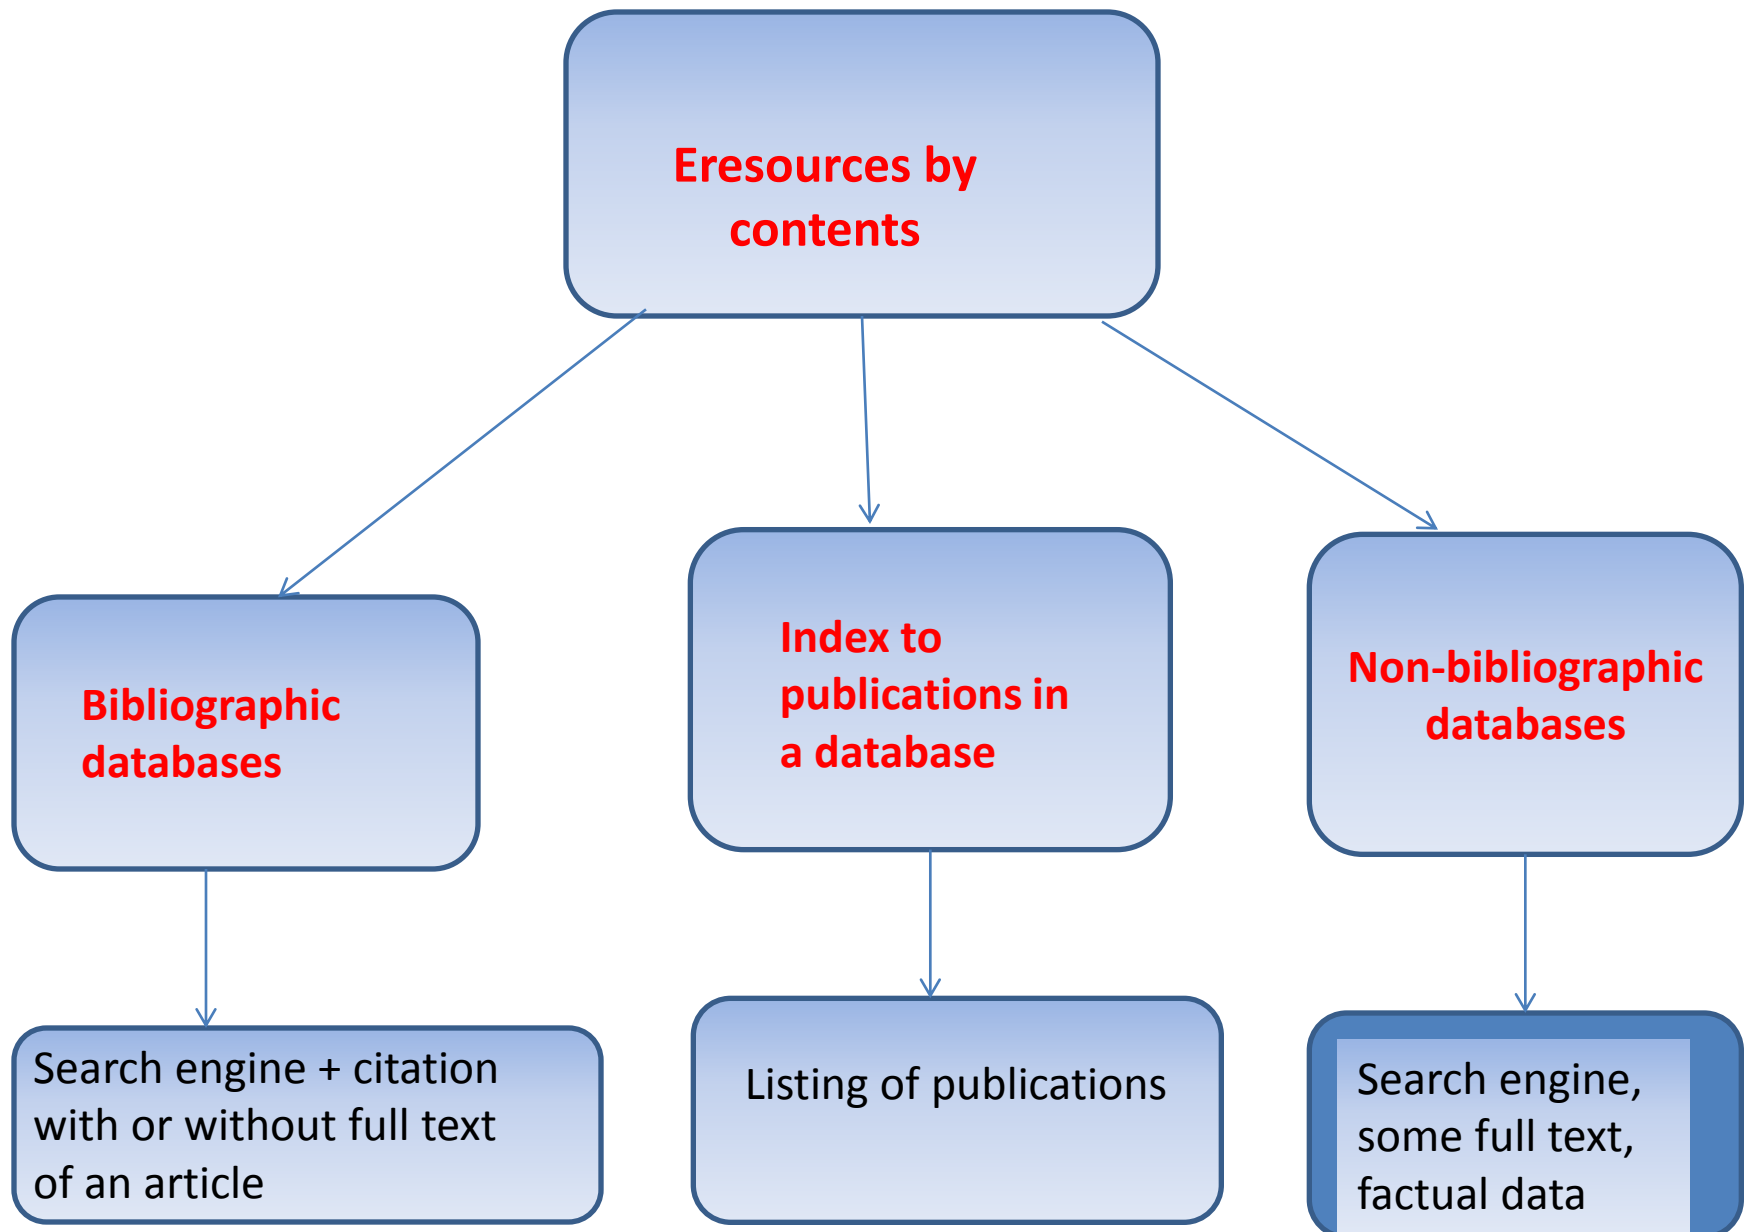 Eresources by
contents
Bibliographic
databases
Index to
publications in
a database
Non-bibliographic
databases
Search engine + citation
with or without full text
of an article
Listing of publications
Search engine,
some full text,
factual data